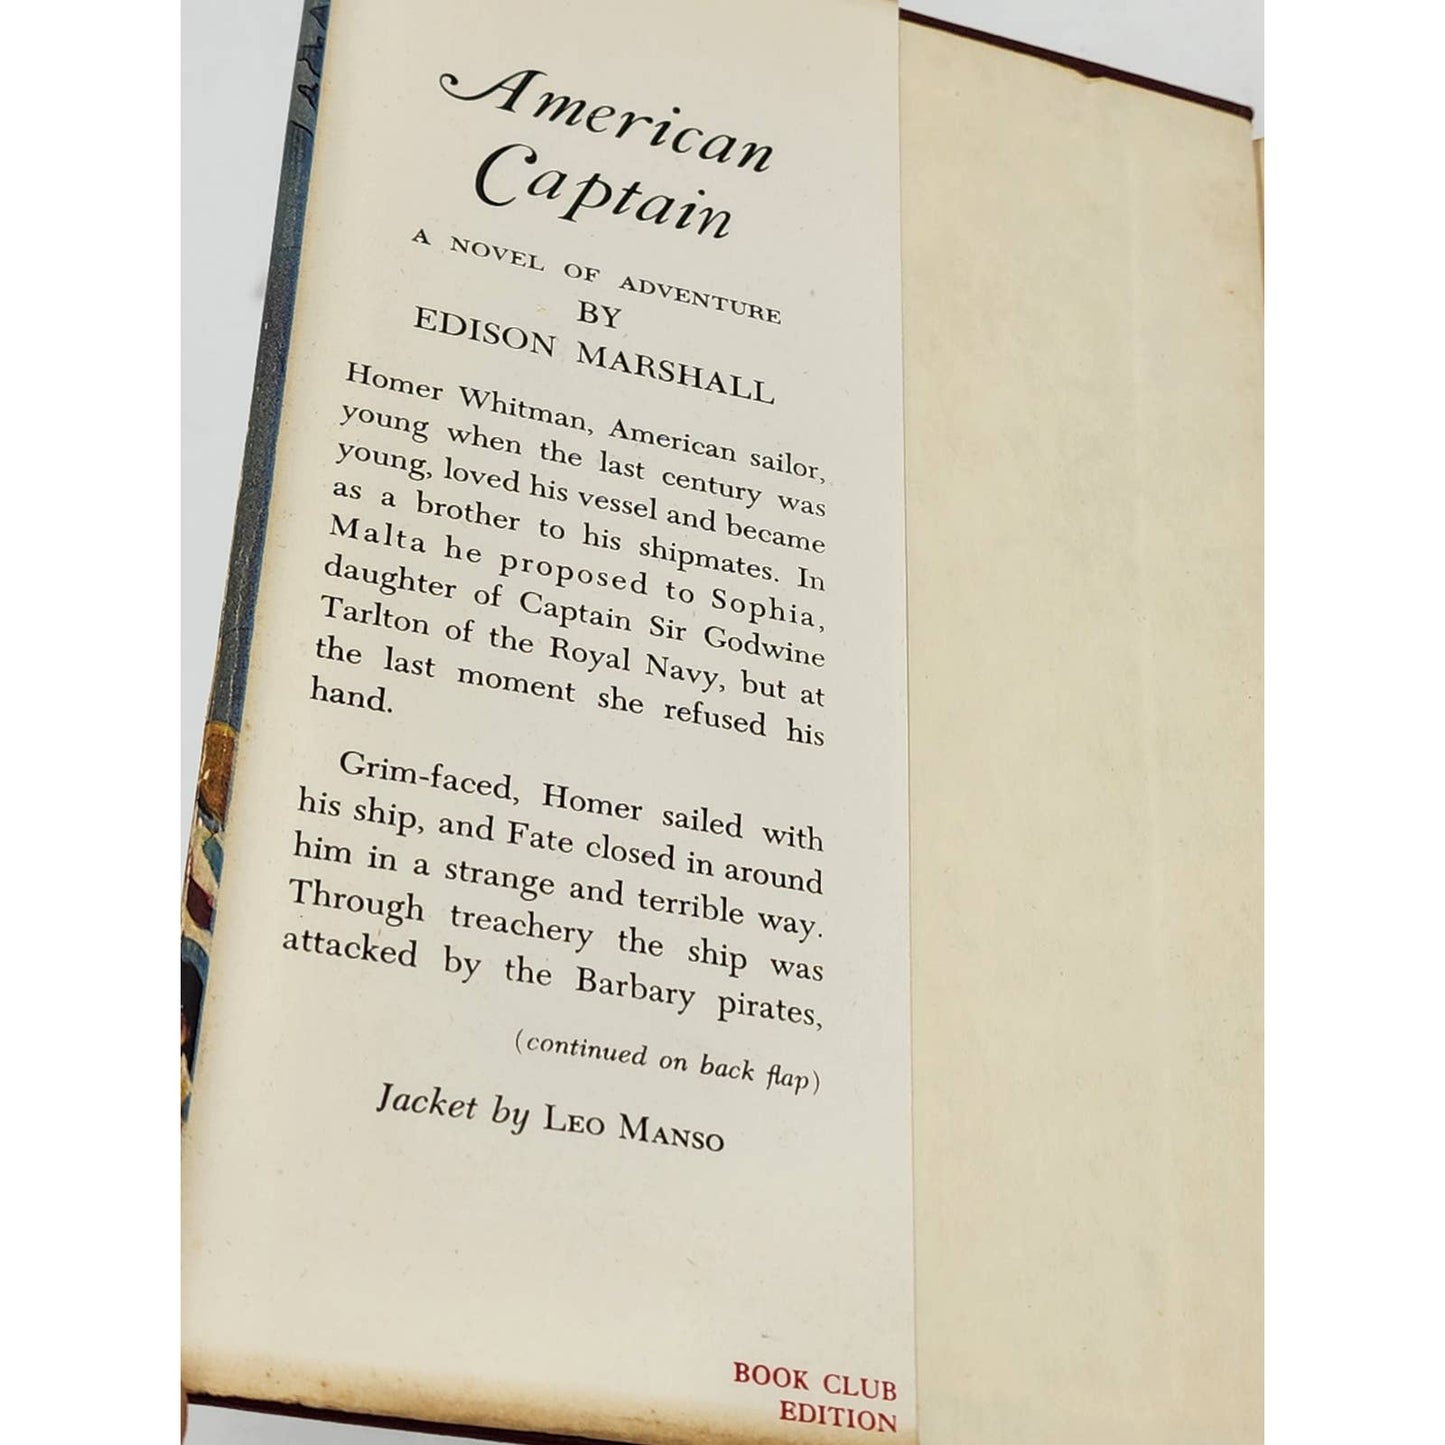 American
Captain
A NOVEL OF ADVENTURE
BY
EDISON MARSHALL
Homer Whitman, American sailor,
young when the last century was
young, loved his vessel and became
as a brother to his shipmates. In
Malta he proposed to Sophia,
daughter of Captain Sir Godwine
Tarlton of the Royal Navy, but at
the last moment she refused his
hand.
Grim-faced, Homer sailed with
his ship, and Fate closed in around
him in a strange and terrible way.
Through treachery the ship was
attacked by the Barbary pirates,
(continued on back flap)
Jacket by LEO MANSO
BOOK CLUB
EDITION